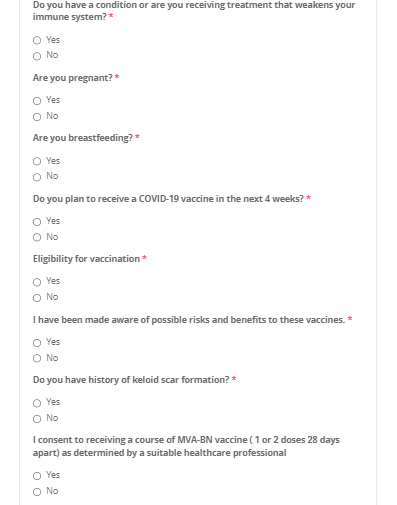 Do you have a condition or are you receiving treatment that weakens your
immune system? *
Yes
No
Are you pregnant? *
Yes
No
Are you breastfeeding? *
Yes
No
Do you plan to receive a COVID-19 vaccine in the next 4 weeks? *
Yes
No
Eligibility for vaccination *
Yes
No
I have been made aware of possible risks and benefits to these vaccines. *
Yes
No
Do you have history of keloid scar formation? *
Yes
No
I consent to receiving a course of MVA-BN vaccine ( 1 or 2 doses 28 days
apart) as determined by a suitable healthcare professional
Yes
No